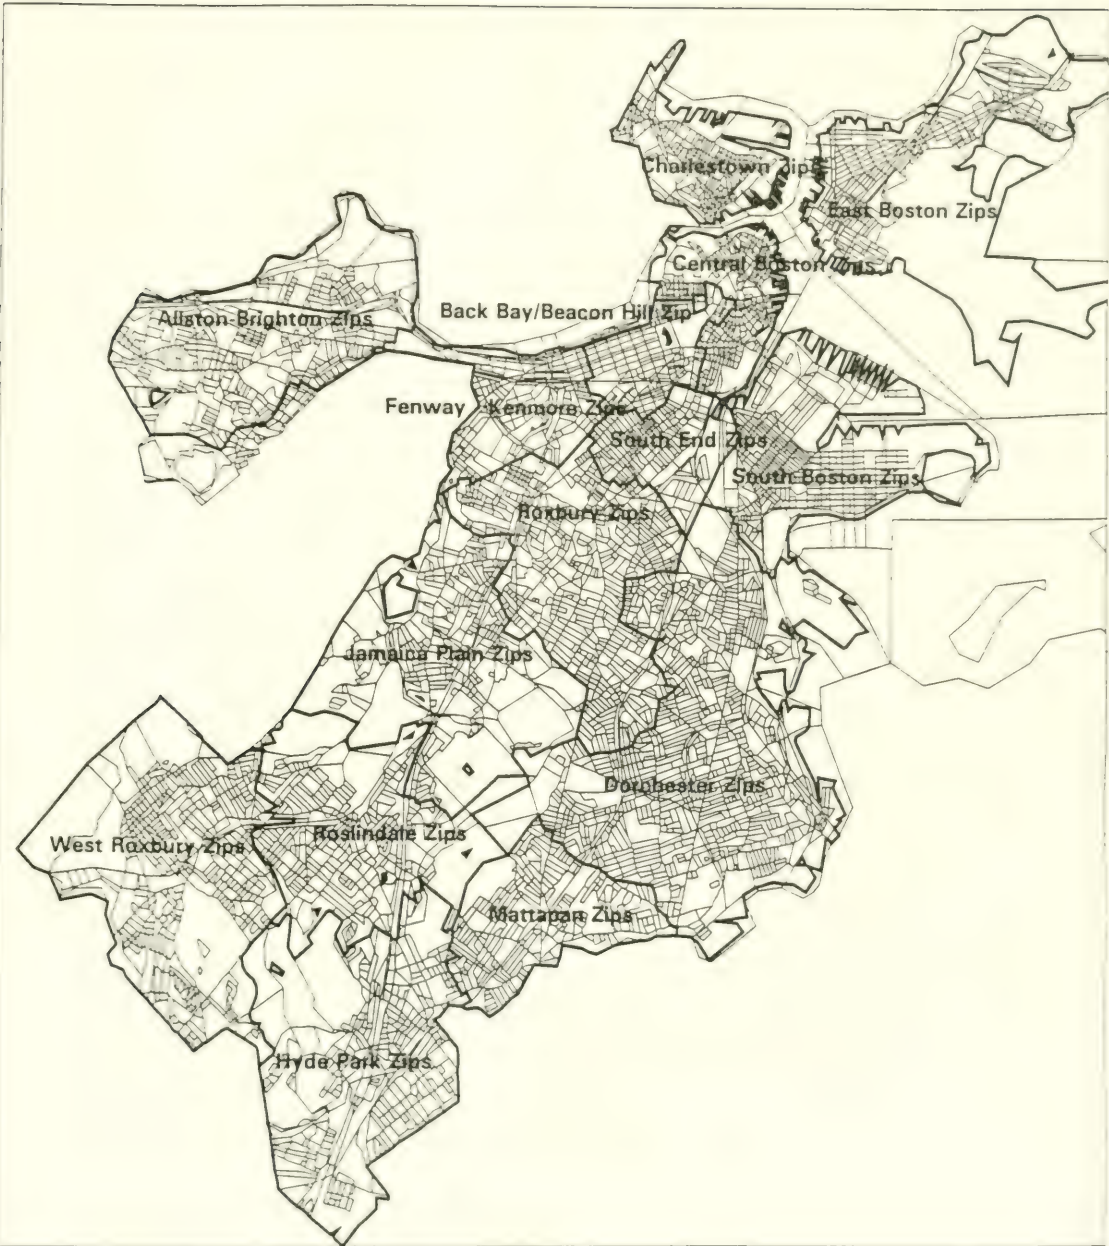 Charlestown Zips
East Boston Zips
Central Boston Zips
Back Bay/Beacon Hill Zip
Allston-Brighton Zips
Fenway - Kenmore Zips
South End Zips
South Boston Zips
Roxbury Zips
Jamaica Plain Zips
Dorchester Zips
Roslindale Zips
West Roxbury Zips
Mattapan Zips
Hyde Park Zips